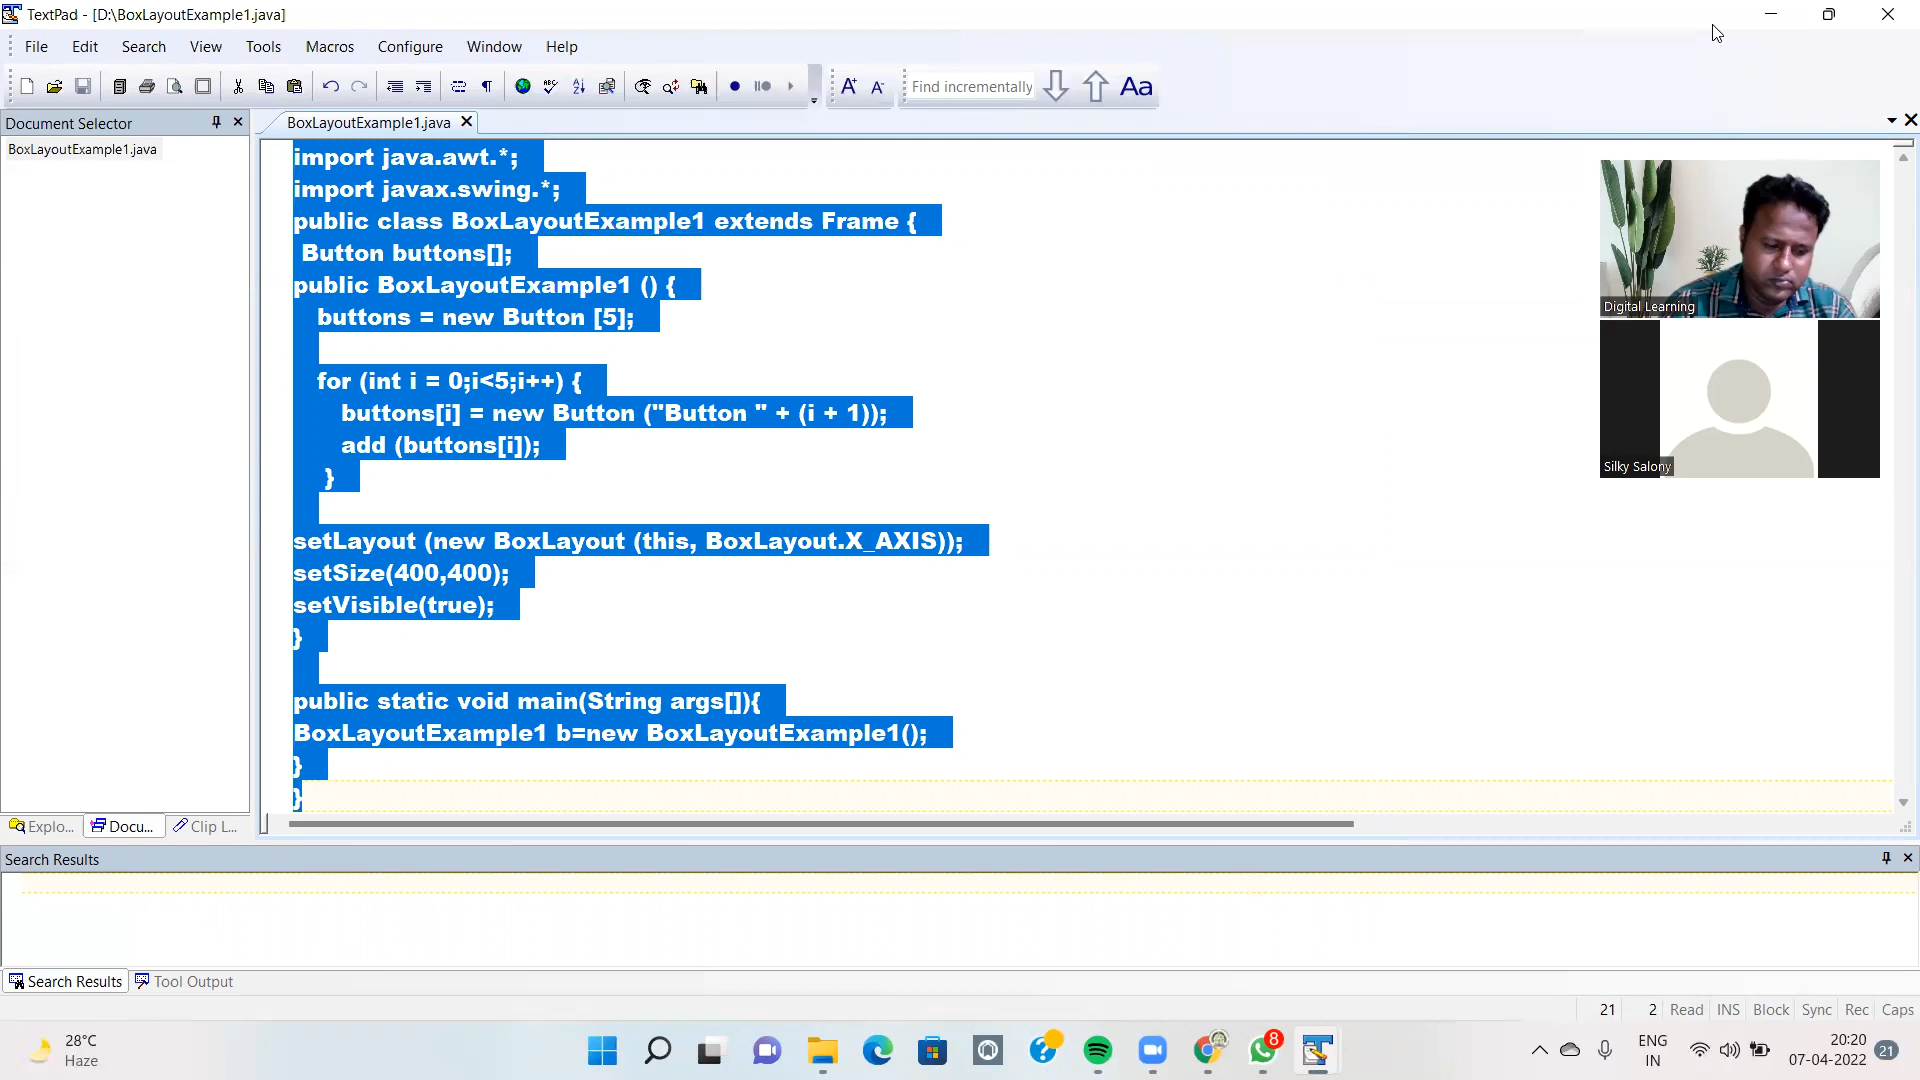 TextPad - [D:\BoxLayoutExample1.java]
File Edit Search View Tools Macros Configure Window Help
Find incrementally Aa
Document Selector
BoxLayoutExample1.java
BoxLayoutExample1.java
import java.awt.*;
import javax.swing.*;
public class BoxLayoutExample1 extends Frame {
Button buttons[];
public BoxLayoutExample1 () {
buttons = new Button [5];
for (int i = 0;i<5;i++) {
buttons[i] = new Button ("Button " + (i + 1));
add (buttons[i]);
}
setLayout (new BoxLayout (this, BoxLayout.X_AXIS));
setSize(400,400);
setVisible(true);
}
public static void main(String args[]){
BoxLayoutExample1 b=new BoxLayoutExample1();
}
}
Digital Learning
Silky Salony
Explo... Docu... Clip L...
Search Results
Search Results Tool Output
21 2 Read INS Block Sync Rec Caps
28°C
Haze
8
ENG
IN
20:20
07-04-2022
21